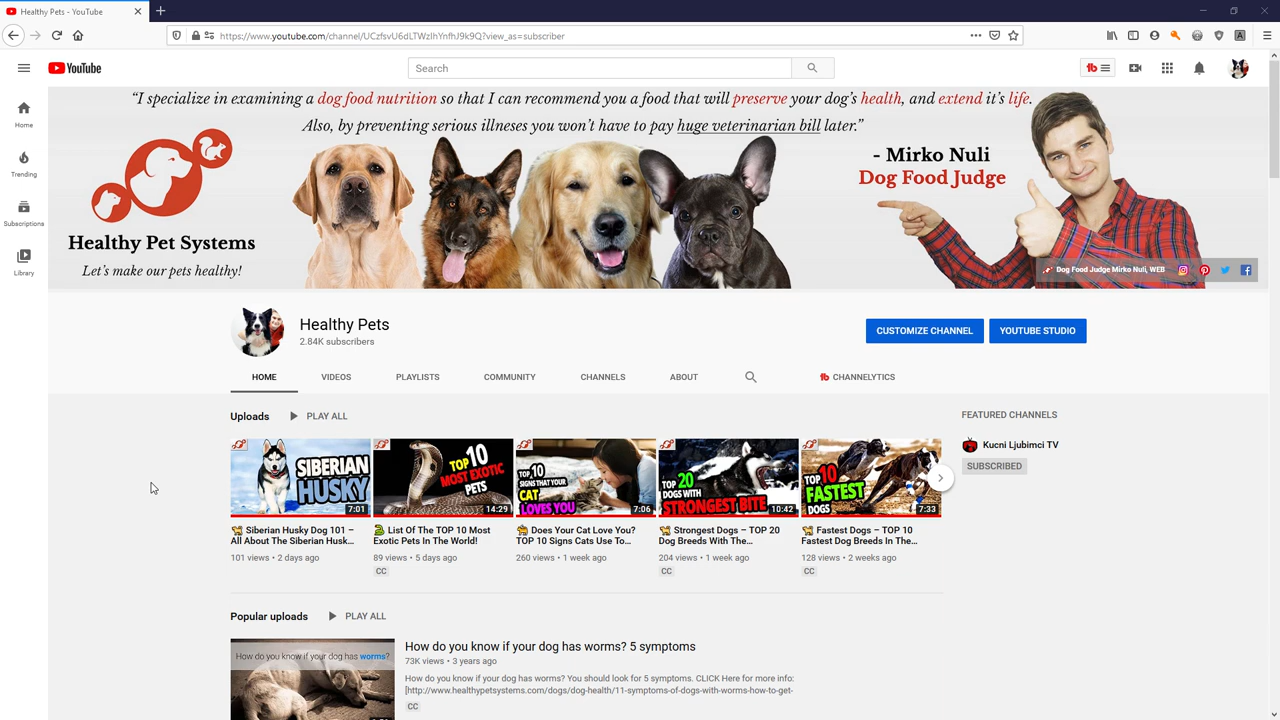 Healthy Pets - YouTube
https://www.youtube.com/channel/UCzfsvU6dLTWzIhYnfhJ9k9Q?view_as=subscriber
YouTube
Search
Home
Trending
Subscriptions
Library
“I specialize in examining a dog food nutrition so that I can recommend you a food that will preserve your dog’s health, and extend it’s life.
Also, by preventing serious illneses you won’t have to pay huge veterinarian bill later.”
- Mirko Nuli
Dog Food Judge
Healthy Pet Systems
Let’s make our pets healthy!
Dog Food Judge Mirko Nuli, WEB
Healthy Pets
2.84K subscribers
CUSTOMIZE CHANNEL
YOUTUBE STUDIO
HOME VIDEOS PLAYLISTS COMMUNITY CHANNELS ABOUT CHANNELYTICS
Uploads PLAY ALL
SIBERIAN
HUSKY
7:01
Siberian Husky Dog 101 –
All About The Siberian Husk...
101 views • 2 days ago
TOP 10
MOST EXOTIC
PETS
14:29
List Of The TOP 10 Most
Exotic Pets In The World!
89 views • 5 days ago
CC
TOP 10
SIGNS THAT YOUR
CAT
LOVES YOU
7:06
Does Your Cat Love You?
TOP 10 Signs Cats Use To...
260 views • 1 week ago
TOP 20
DOGS WITH
STRONGEST BITE
10:42
Strongest Dogs – TOP 20
Dog Breeds With The...
204 views • 1 week ago
CC
TOP 10
FASTEST
DOGS
7:33
Fastest Dogs – TOP 10
Fastest Dog Breeds In The...
128 views • 2 weeks ago
CC
FEATURED CHANNELS
Kucni Ljubimci TV
SUBSCRIBED
Popular uploads PLAY ALL
How do you know if your dog has worms?
How do you know if your dog has worms? 5 symptoms
73K views • 3 years ago
How do you know if your dog has worms? You should look for 5 symptoms. CLICK Here for more info:
[http://www.healthypetsystems.com/dogs/dog-health/11-symptoms-of-dogs-with-worms-how-to-get-
CC